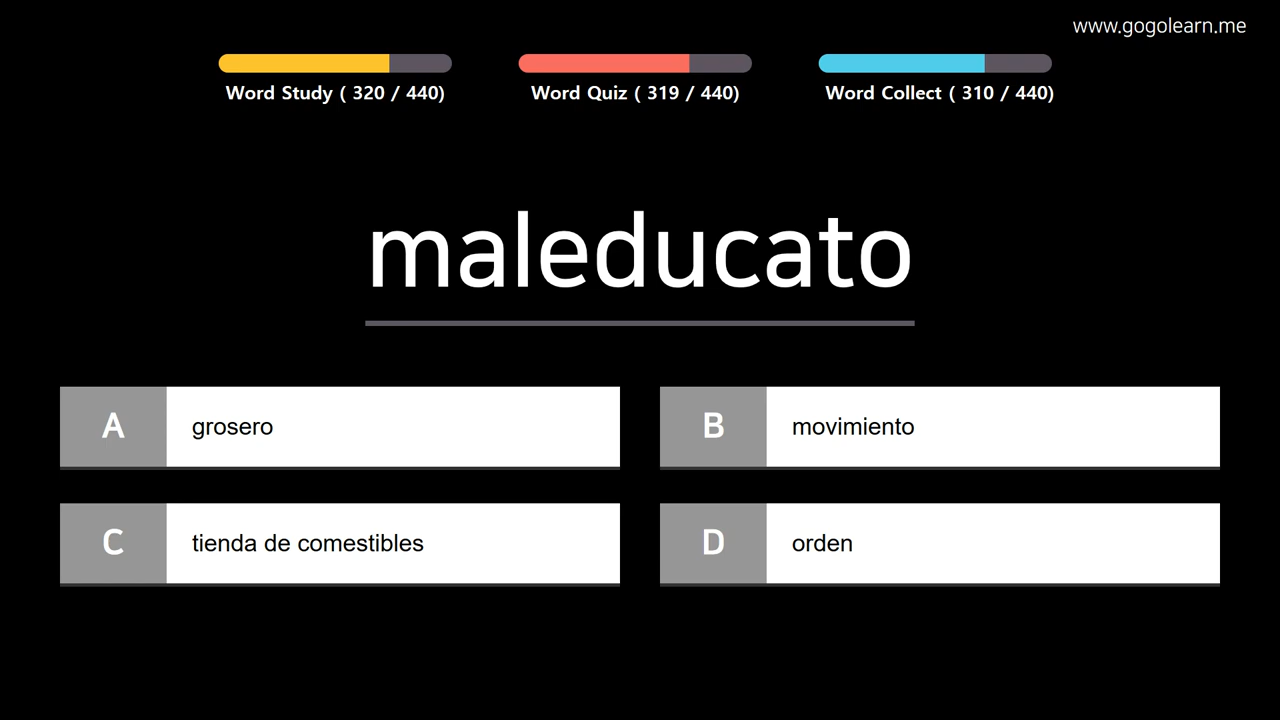 www.gogolearn.me
Word Study ( 320 / 440)
Word Quiz ( 319 / 440)
Word Collect ( 310 / 440)
maleducato
A grosero
B movimiento
C tienda de comestibles
D orden